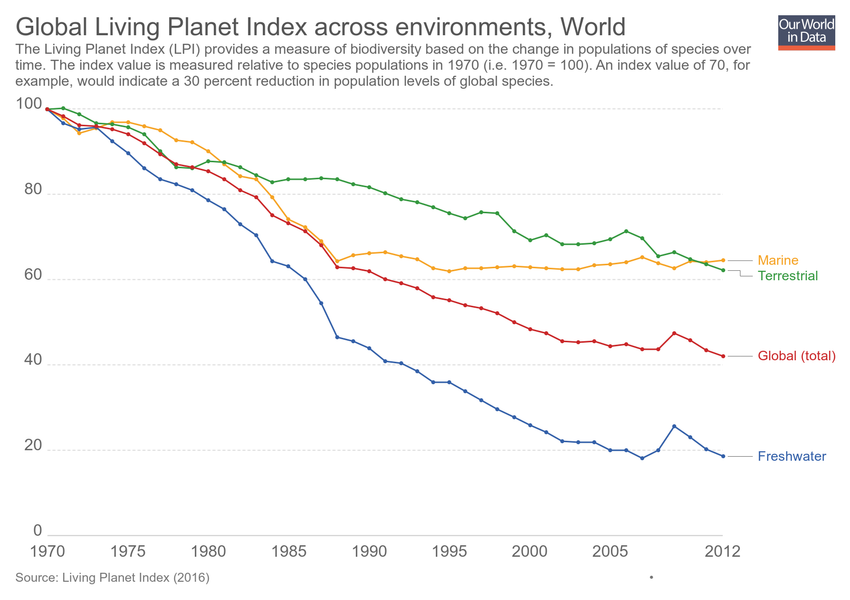 Global Living Planet Index across environments, World
Our World
in Data
The Living Planet Index (LPI) provides a measure of biodiversity based on the change in populations of species over
time. The index value is measured relative to species populations in 1970 (i.e. 1970 = 100). An index value of 70, for
example, would indicate a 30 percent reduction in population levels of global species.
100
80
60
40
20
0
Marine
Terrestrial
Global (total)
Freshwater
1970 1975 1980 1985 1990 1995 2000 2005 2012
Source: Living Planet Index (2016)